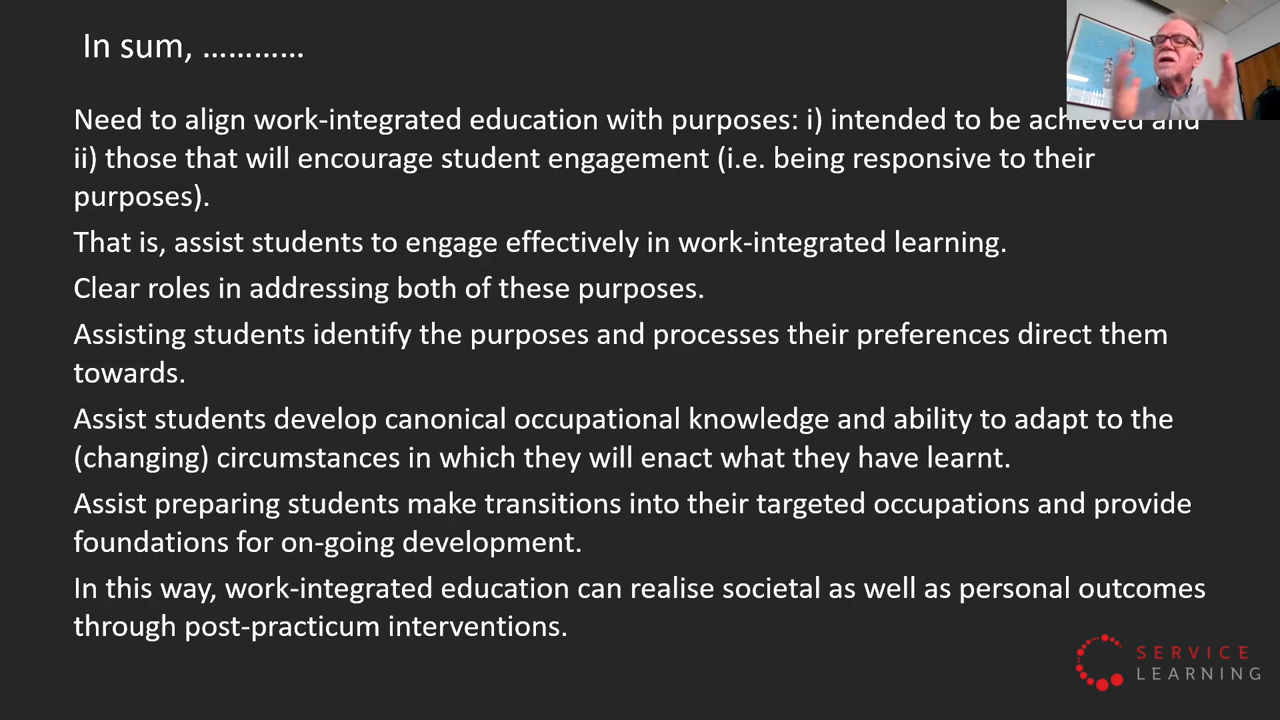 In sum, ............
Need to align work-integrated education with purposes: i) intended to be achieved and
ii) those that will encourage student engagement (i.e. being responsive to their
purposes).
That is, assist students to engage effectively in work-integrated learning.
Clear roles in addressing both of these purposes.
Assisting students identify the purposes and processes their preferences direct them
towards.
Assist students develop canonical occupational knowledge and ability to adapt to the
(changing) circumstances in which they will enact what they have learnt.
Assist preparing students make transitions into their targeted occupations and provide
foundations for on-going development.
In this way, work-integrated education can realise societal as well as personal outcomes
through post-practicum interventions.
SERVICE
LEARNING